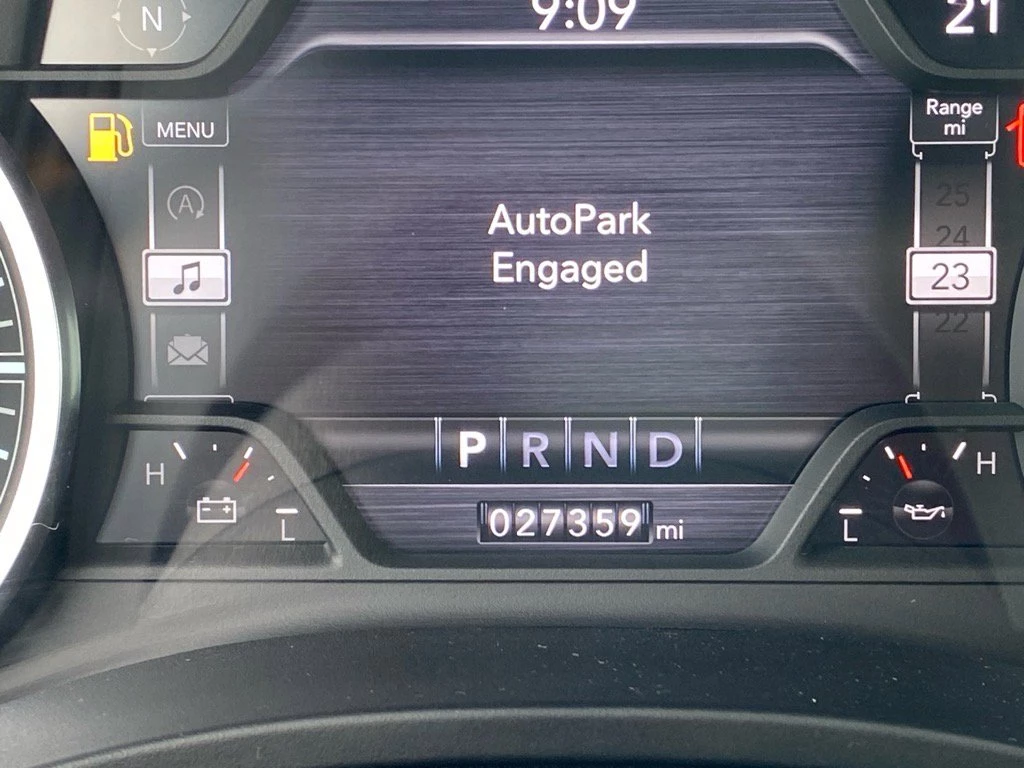 N
9:09
21
MENU
Range
mi
A
25
24
23
22
AutoPark
Engaged
P R N D
H
L
027359 mi
H
L